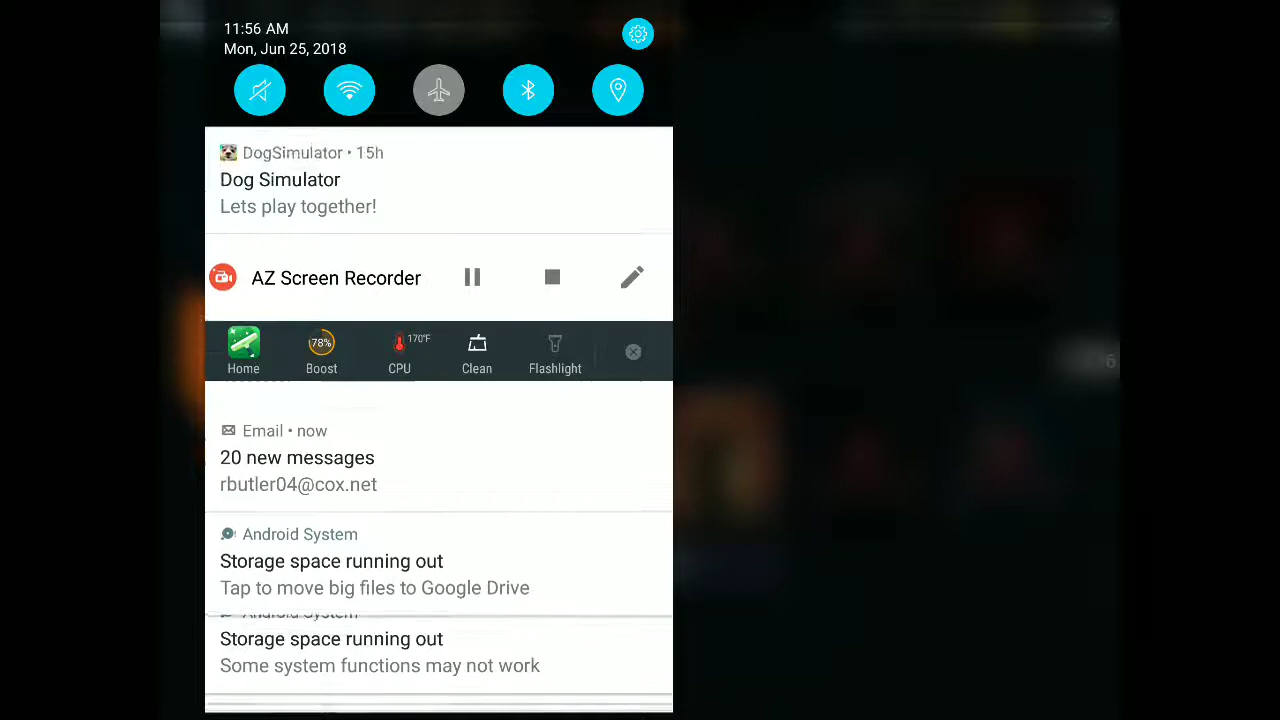 11:56 AM
Mon, Jun 25, 2018
DogSimulator • 15h
Dog Simulator
Lets play together!
AZ Screen Recorder
78%
170°F
Home Boost CPU Clean Flashlight
Email • now
20 new messages
rbutler04@cox.net
Android System
Storage space running out
Tap to move big files to Google Drive
Android System
Storage space running out
Some system functions may not work